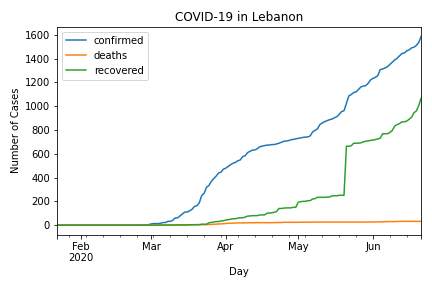 COVID-19 in Lebanon
confirmed
deaths
recovered
Number of Cases
1600
1400
1200
1000
800
600
400
200
0
Feb
2020
Mar
Apr
May
Jun
Day